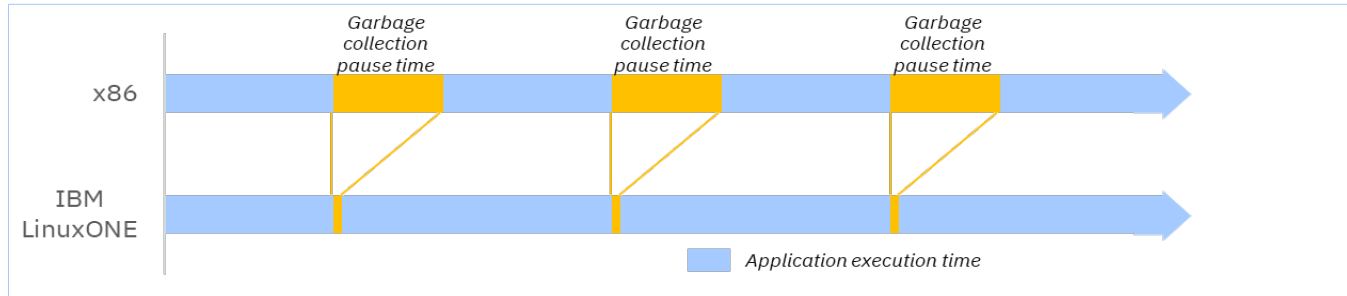 Garbage
collection
pause time
Garbage
collection
pause time
Garbage
collection
pause time
x86
IBM
LinuxONE
Application execution time